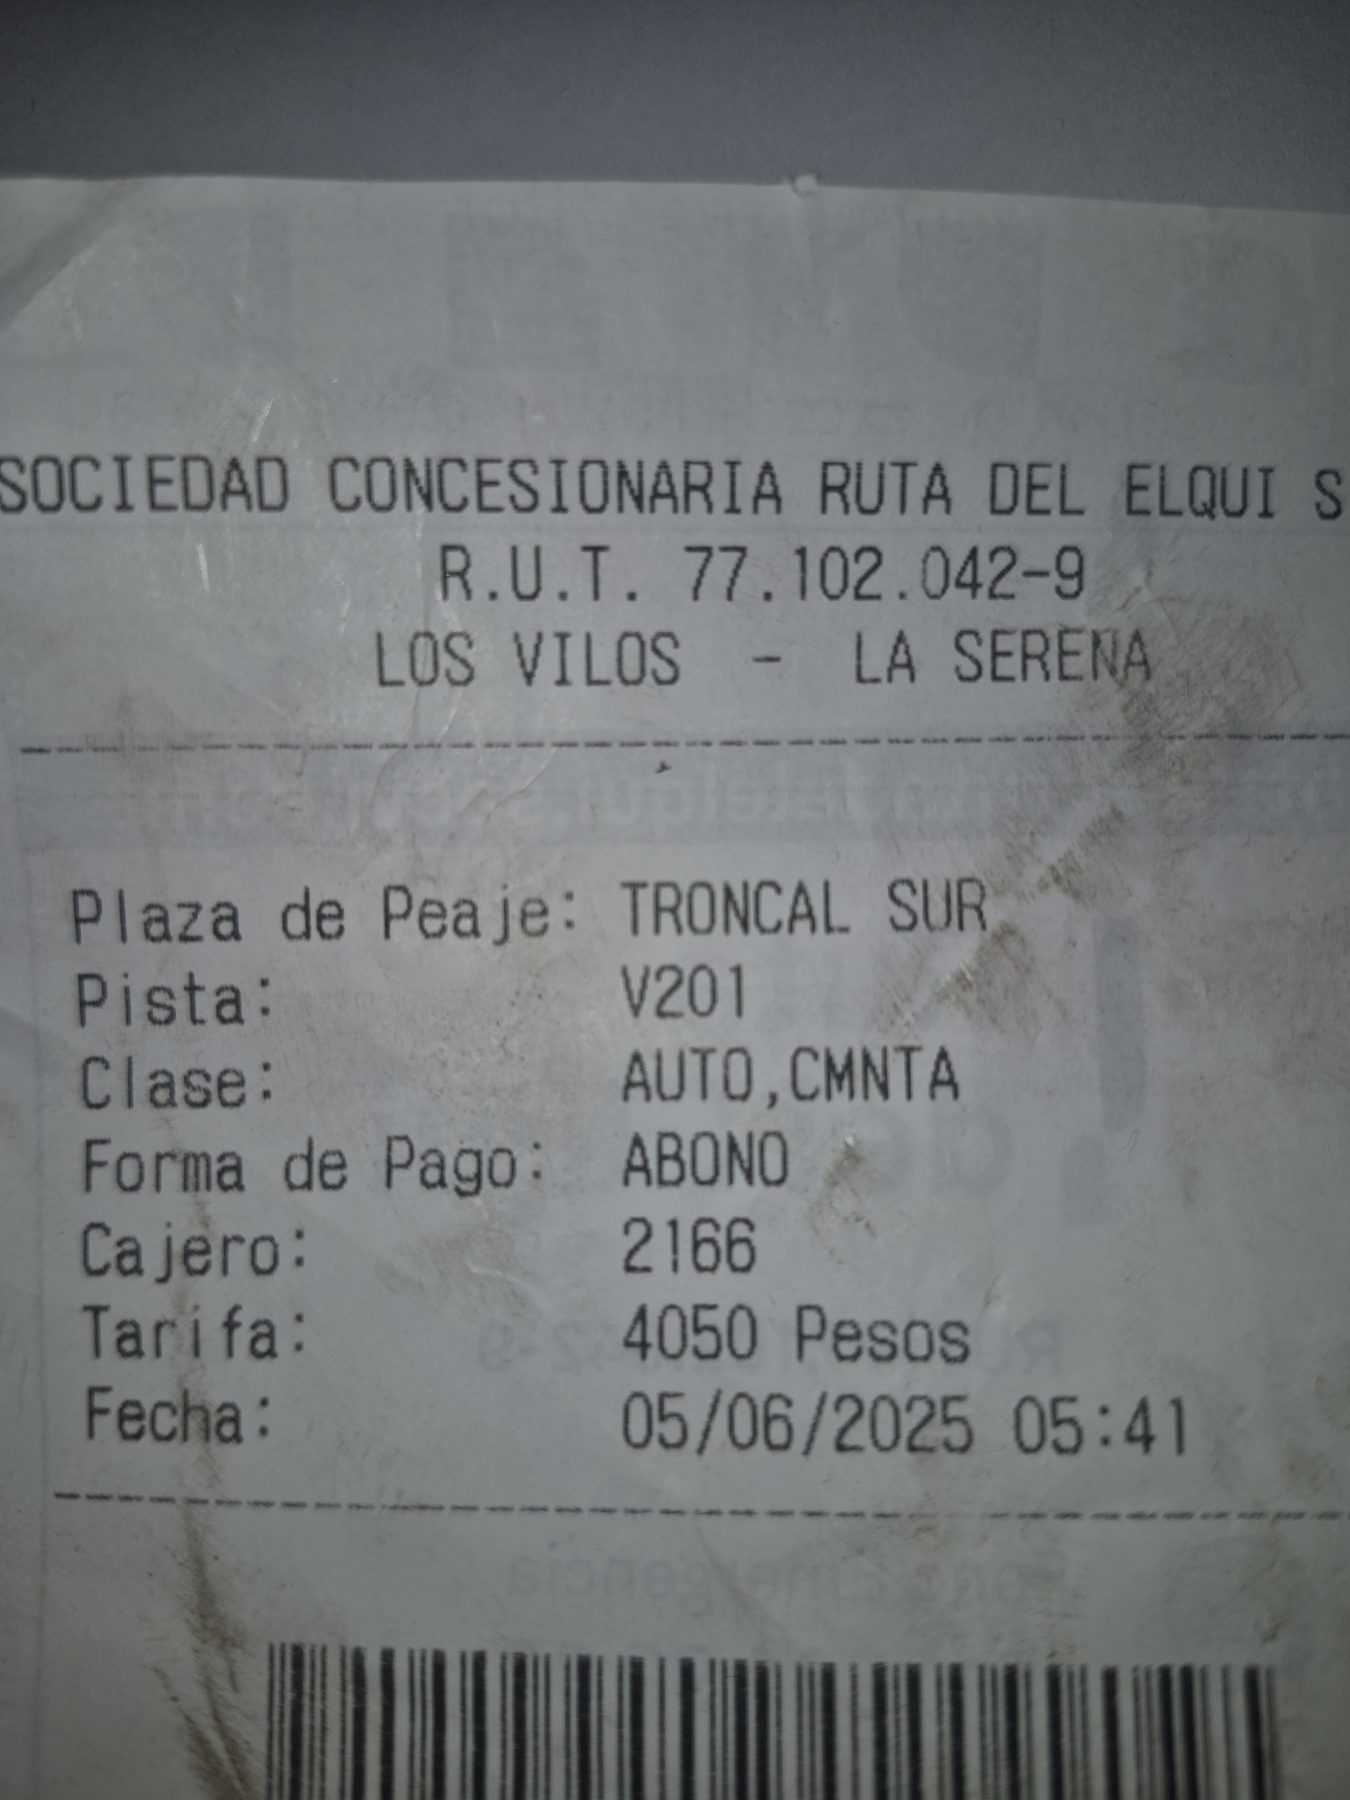 SOCIEDAD CONCESIONARIA RUTA DEL ELQUI S
R.U.T. 77.102.042-9
LOS VILOS - LA SERENA
Plaza de Peaje: TRONCAL SUR
Pista: V201
Clase: AUTO,CMNTA
Forma de Pago: ABONO
Cajero: 2166
Tarifa: 4050 Pesos
Fecha: 05/06/2025 05:41